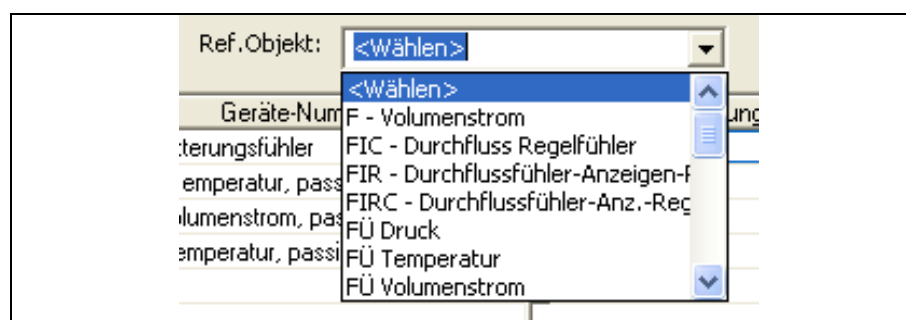 Ref.Objekt: <Wählen>
<Wählen>
Geräte-Num
F - Volumenstrom
terungsfühler
FIC - Durchfluss Regelfühler
emperatur, pass
FIR - Durchflussfühler-Anzeigen-
lumenstrom, pas
FIRC - Durchflussfühler-Anz.-Reg
emperatur, passi
FÜ Druck
FÜ Temperatur
FÜ Volumenstrom
ung